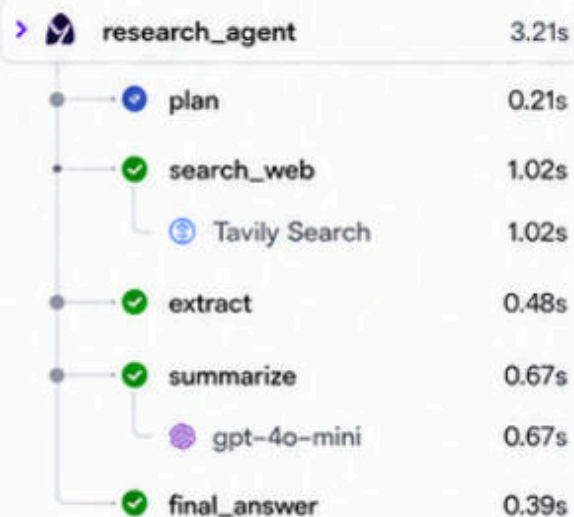 research_agent 3.21s
plan 0.21s
search_web 1.02s
Tavily Search 1.02s
extract 0.48s
summarize 0.67s
gpt-4o-mini 0.67s
final_answer 0.39s